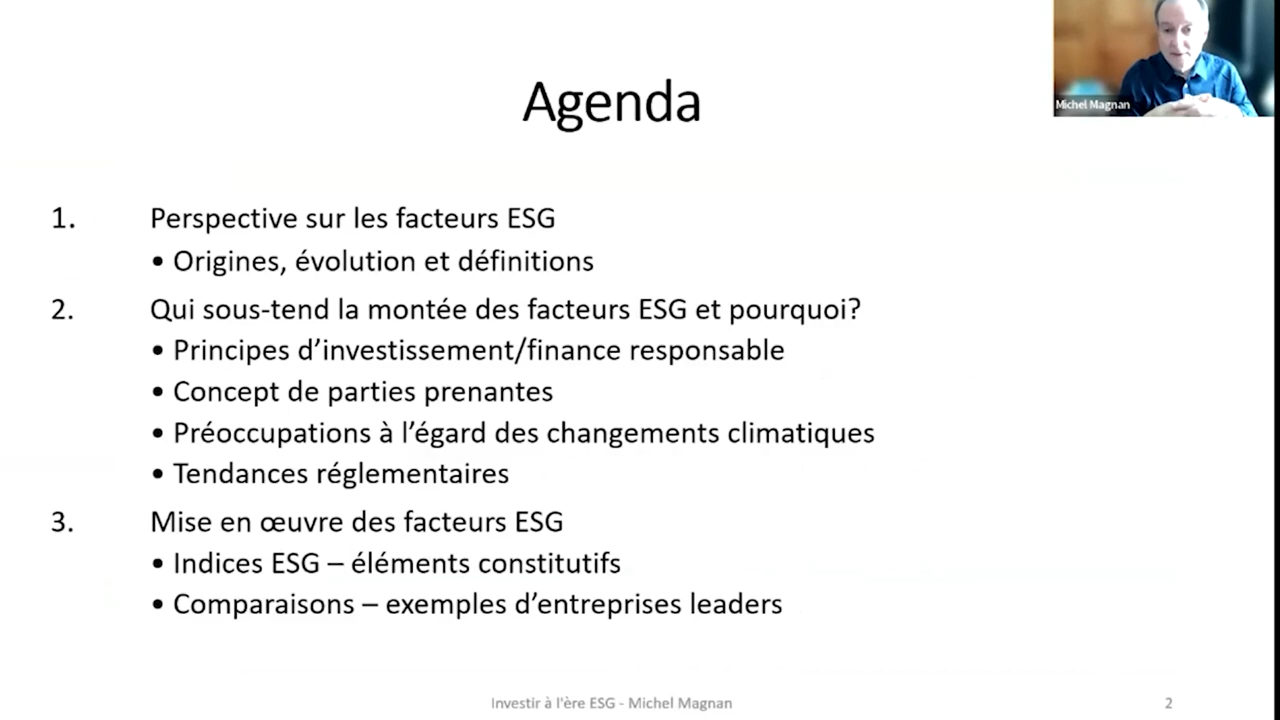 Michel Magnan
Agenda
1. Perspective sur les facteurs ESG
• Origines, évolution et définitions
2. Qui sous-tend la montée des facteurs ESG et pourquoi?
• Principes d’investissement/finance responsable
• Concept de parties prenantes
• Préoccupations à l’égard des changements climatiques
• Tendances réglementaires
3. Mise en œuvre des facteurs ESG
• Indices ESG – éléments constitutifs
• Comparaisons – exemples d’entreprises leaders
Investir à l'ère ESG - Michel Magnan
2